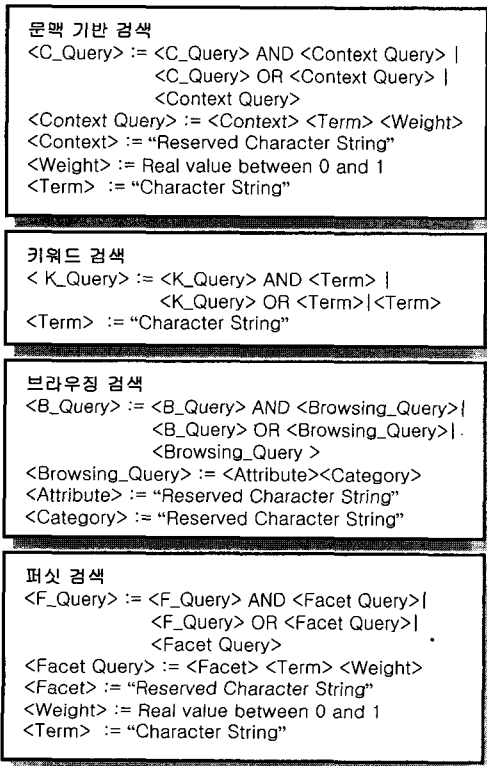 문맥 기반 검색
<C_Query> := <C_Query> AND <Context Query> |
<C_Query> OR <Context Query> |
<Context Query>
<Context Query> := <Context> <Term> <Weight>
<Context> := “Reserved Character String”
<Weight> := Real value between 0 and 1
<Term> := “Character String”
키워드 검색
< K_Query> := <K_Query> AND <Term> |
<K_Query> OR <Term>|<Term>
<Term> := “Character String”
브라우징 검색
<B_Query> := <B_Query> AND <Browsing_Query>|
<B_Query> OR <Browsing_Query>|
<Browsing_Query >
<Browsing_Query> := <Attribute><Category>
<Attribute> := “Reserved Character String”
<Category> := “Reserved Character String”
퍼싯 검색
<F_Query> := <F_Query> AND <Facet Query>|
<F_Query> OR <Facet Query>|
<Facet Query>
<Facet Query> := <Facet> <Term> <Weight>
<Facet> := “Reserved Character String”
<Weight> := Real value between 0 and 1
<Term> := “Character String”